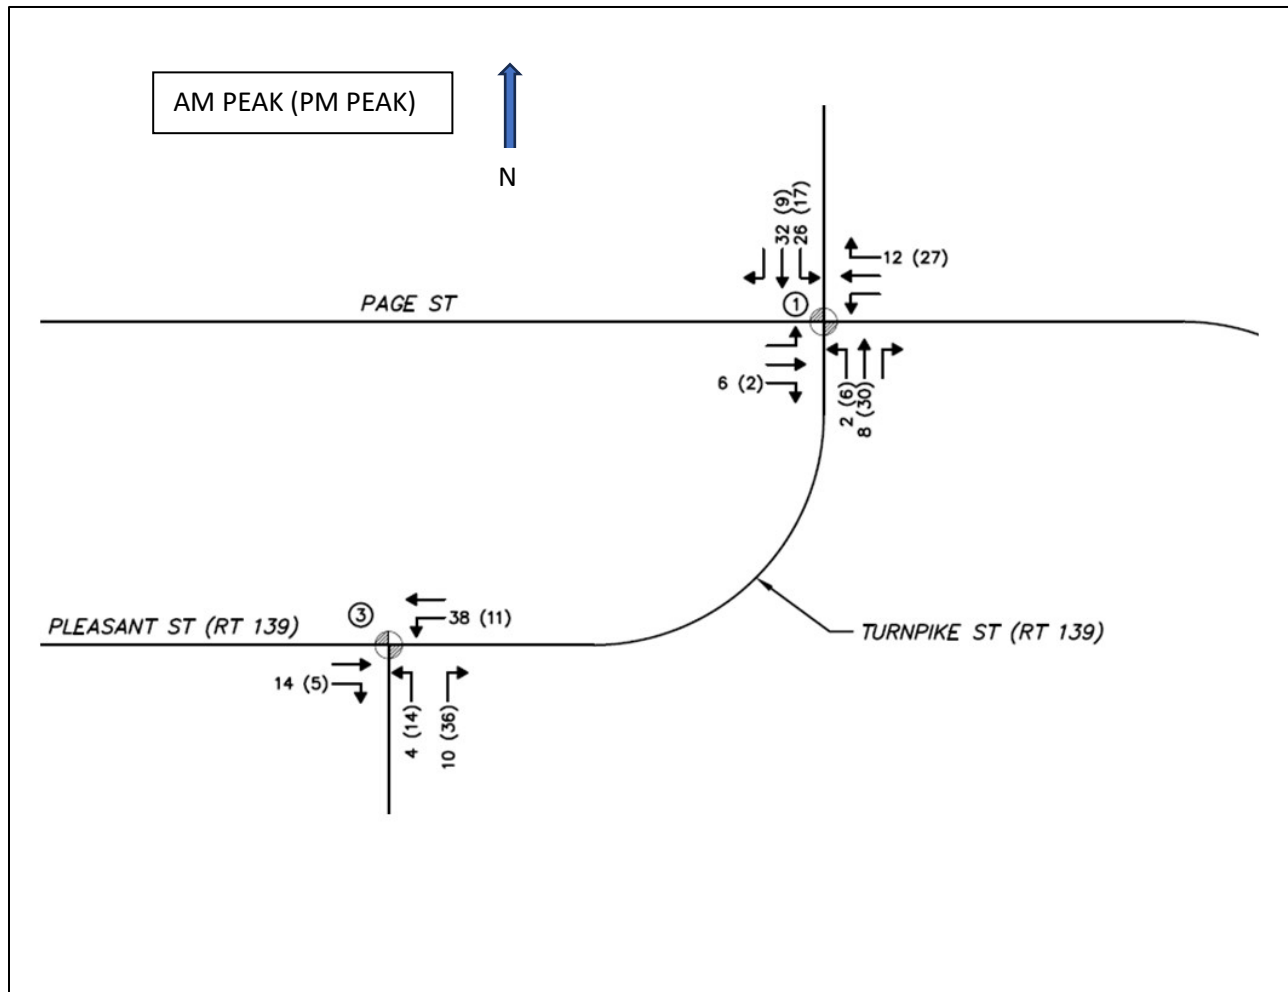 AM PEAK (PM PEAK)
N
32 (9)
26 (17)
12 (27)
PAGE ST
1
6 (2)
2 (6)
8 (30)
3
38 (11)
PLEASANT ST (RT 139)
TURNPIKE ST (RT 139)
14 (5)
4 (14)
10 (36)